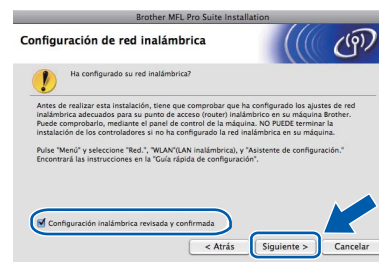 Brother MFL Pro Suite Installation
Configuración de red inalámbrica
Ha configurado su red inalámbrica?
Antes de realizar esta instalación, tiene que comprobar que ha configurado los ajustes de red
inalámbrica adecuados para su punto de acceso (router) inalámbrico en su máquina Brother.
Puede comprobarlo, mediante el panel de control de la máquina. NO PUEDE terminar la
instalación de los controladores si no ha configurado la red inalámbrica en su máquina.
Pulse "Menú" y seleccione "Red.", "WLAN"(LAN inalámbrica), y "Asistente de configuración."
Encontrará las instrucciones en la "Guía rápida de configuración".
Configuración inalámbrica revisada y confirmada
< Atrás
Siguiente >
Cancelar